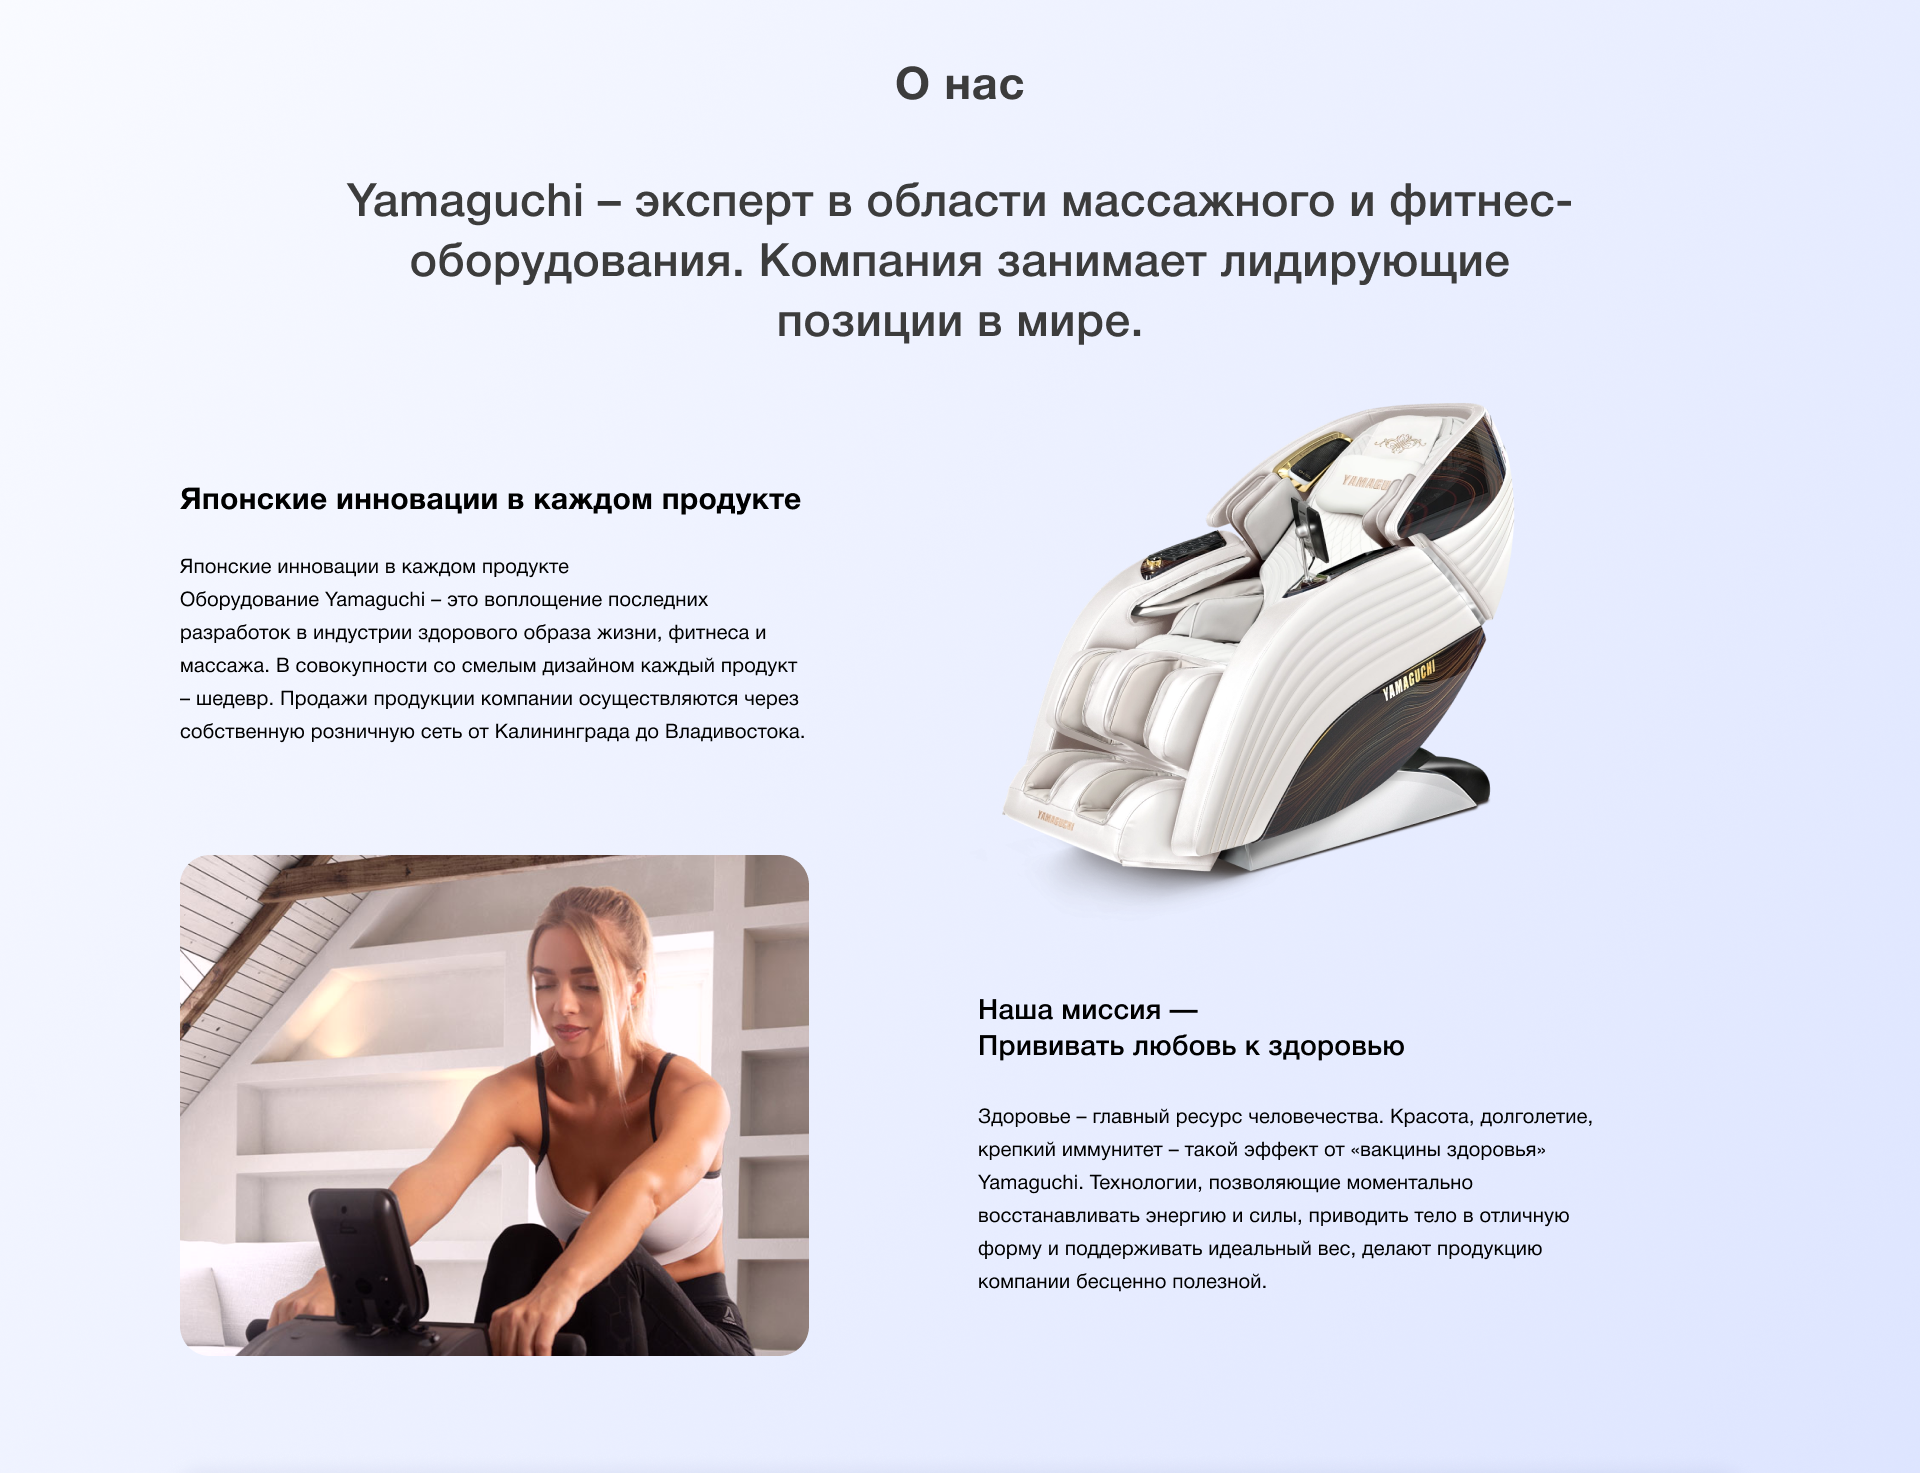 О нас
Yamaguchi – эксперт в области массажного и фитнес-
оборудования. Компания занимает лидирующие
позиции в мире.
Японские инновации в каждом продукте
Японские инновации в каждом продукте
Оборудование Yamaguchi – это воплощение последних
разработок в индустрии здорового образа жизни, фитнеса и
массажа. В совокупности со смелым дизайном каждый продукт
– шедевр. Продажи продукции компании осуществляются через
собственную розничную сеть от Калининграда до Владивостока.
YAMAGU
YAMAGUCHI
YAMAGUCHI
Наша миссия —
Прививать любовь к здоровью
Здоровье – главный ресурс человечества. Красота, долголетие,
крепкий иммунитет – такой эффект от «вакцины здоровья»
Yamaguchi. Технологии, позволяющие моментально
восстанавливать энергию и силы, приводить тело в отличную
форму и поддерживать идеальный вес, делают продукцию
компании бесценно полезной.